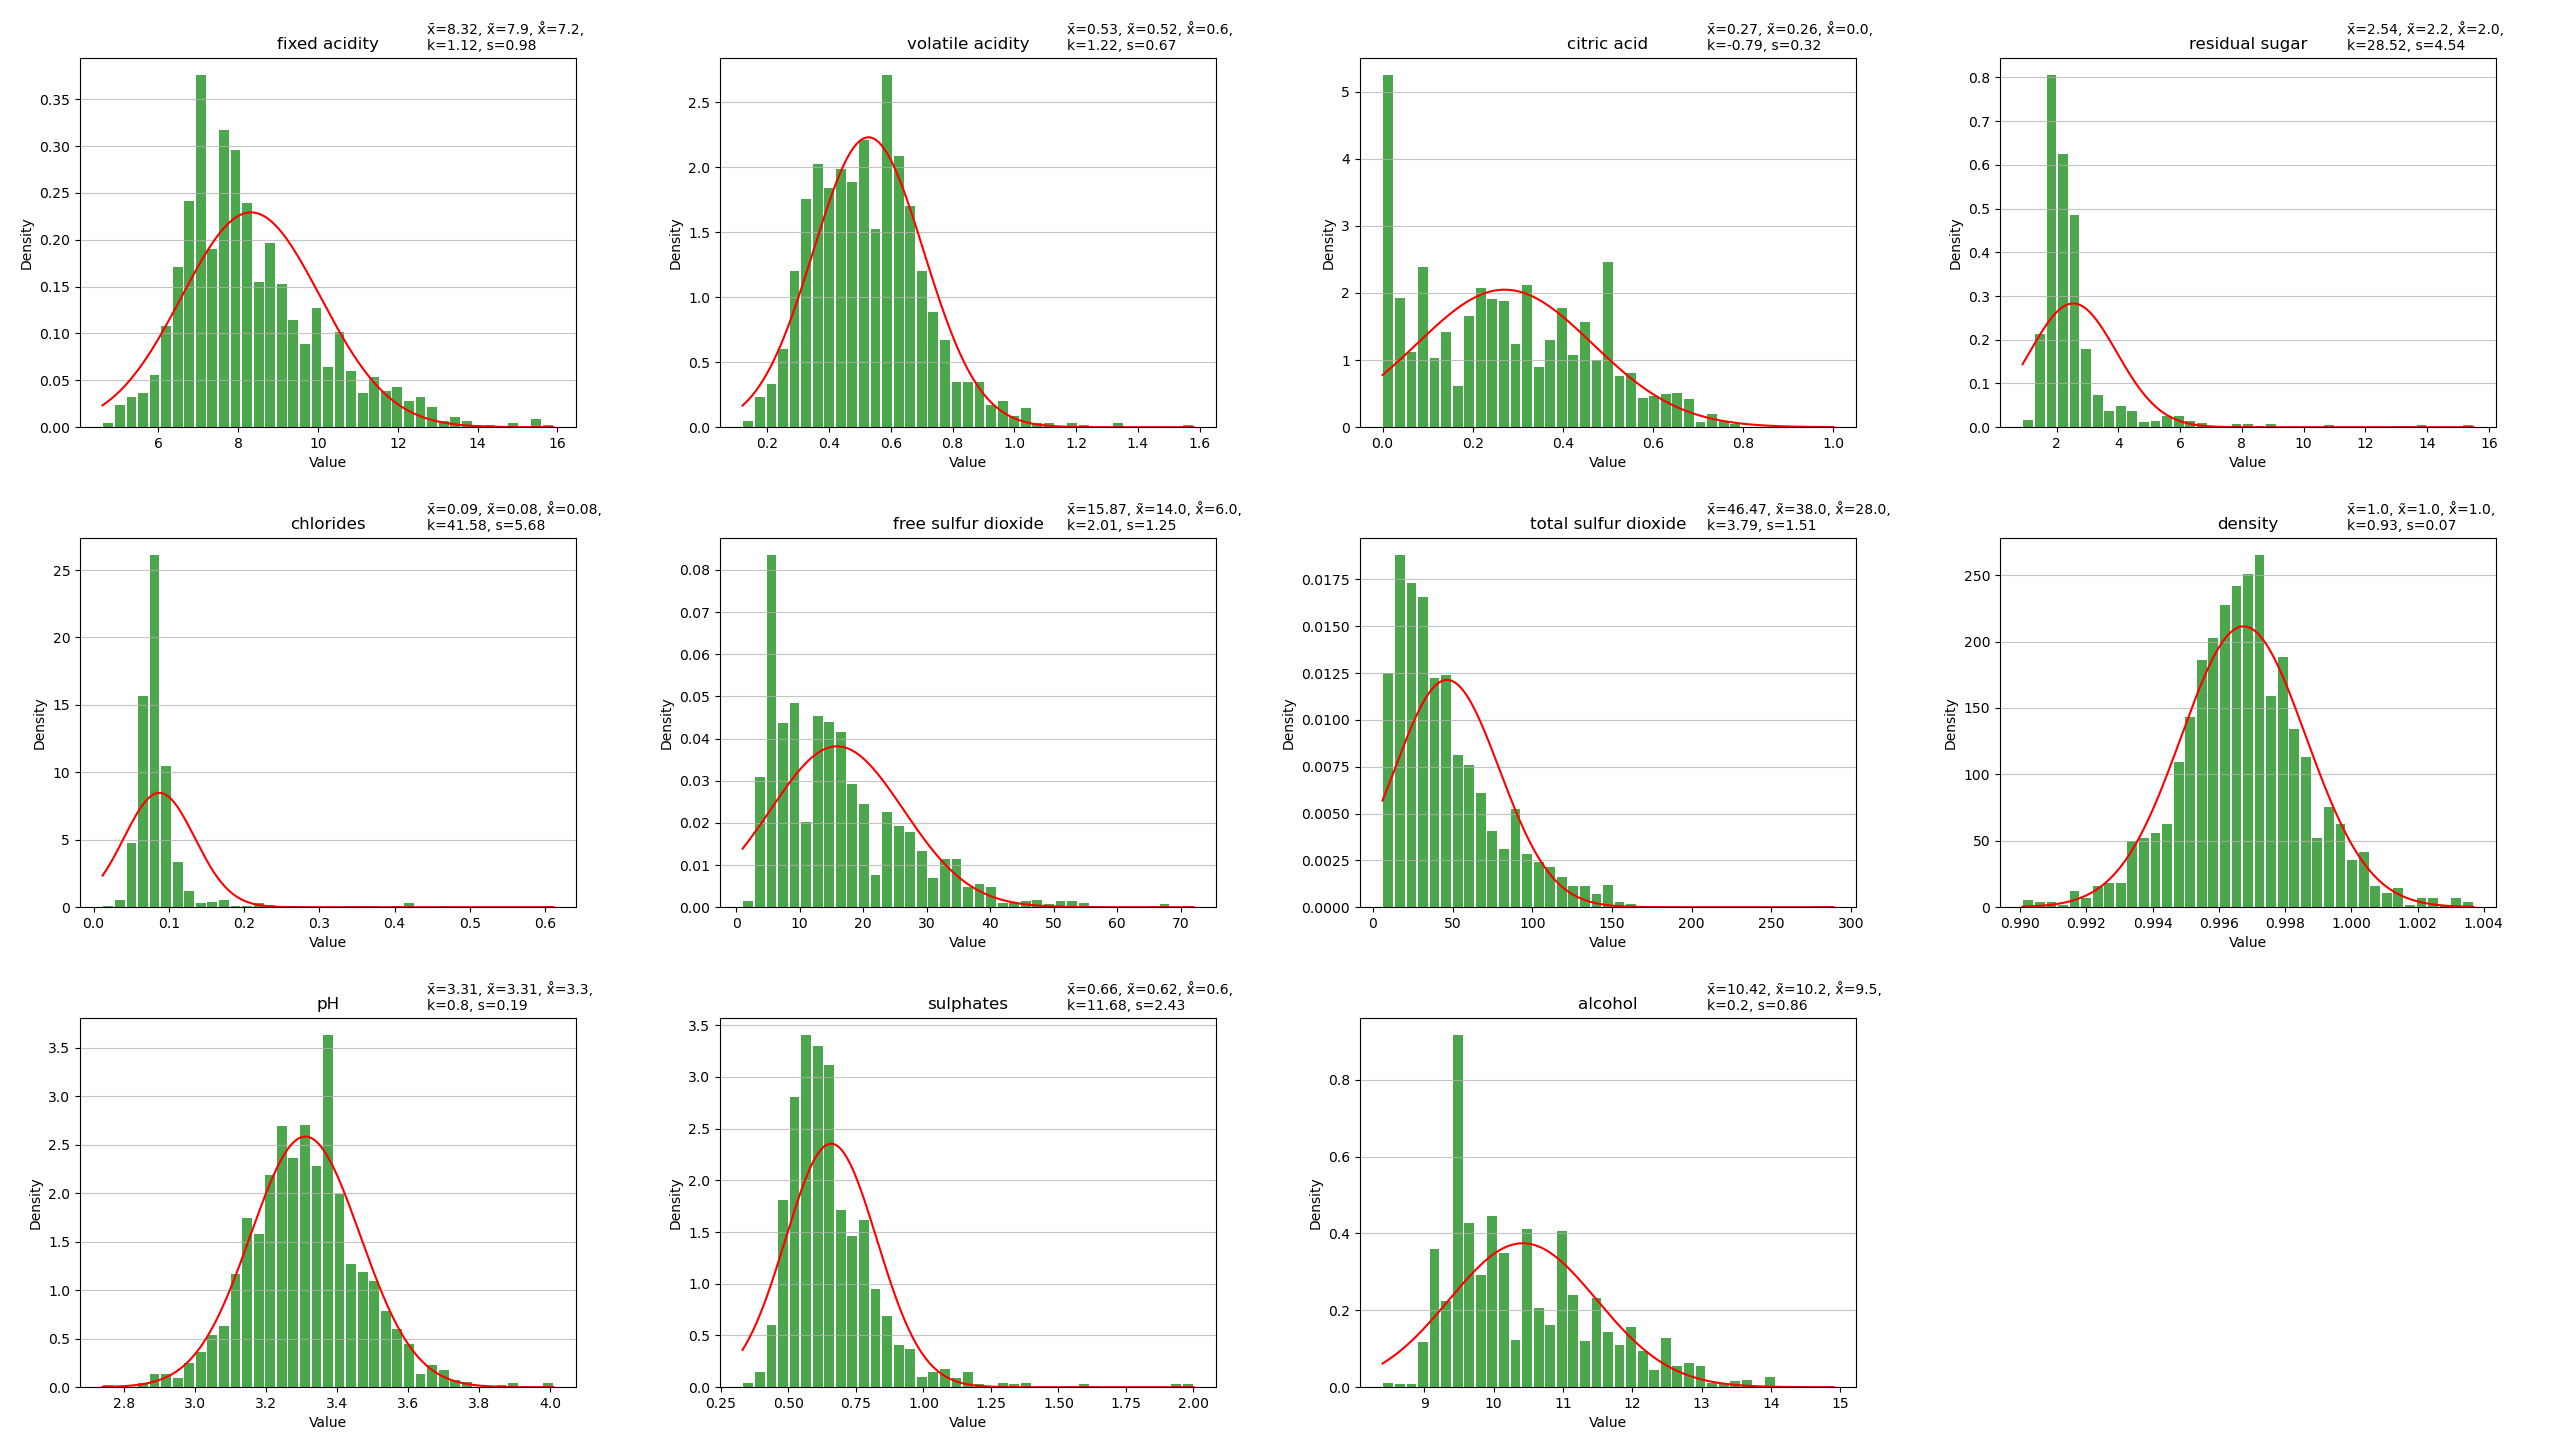 fixed acidity
x̄=8.32, x̃=7.9, x̊=7.2,
k=1.12, s=0.98
Density
0.35
0.30
0.25
0.20
0.15
0.10
0.05
0.00
6 8 10 12 14 16
Value
volatile acidity
x̄=0.53, x̃=0.52, x̊=0.6,
k=1.22, s=0.67
Density
2.5
2.0
1.5
1.0
0.5
0.0
0.2 0.4 0.6 0.8 1.0 1.2 1.4 1.6
Value
citric acid
x̄=0.27, x̃=0.26, x̊=0.0,
k=-0.79, s=0.32
Density
5
4
3
2
1
0
0.0 0.2 0.4 0.6 0.8 1.0
Value
residual sugar
x̄=2.54, x̃=2.2, x̊=2.0,
k=28.52, s=4.54
Density
0.8
0.7
0.6
0.5
0.4
0.3
0.2
0.1
0.0
2 4 6 8 10 12 14 16
Value
chlorides
x̄=0.09, x̃=0.08, x̊=0.08,
k=41.58, s=5.68
Density
25
20
15
10
5
0
0.0 0.1 0.2 0.3 0.4 0.5 0.6
Value
free sulfur dioxide
x̄=15.87, x̃=14.0, x̊=6.0,
k=2.01, s=1.25
Density
0.08
0.07
0.06
0.05
0.04
0.03
0.02
0.01
0.00
0 10 20 30 40 50 60 70
Value
total sulfur dioxide
x̄=46.47, x̃=38.0, x̊=28.0,
k=3.79, s=1.51
Density
0.0175
0.0150
0.0125
0.0100
0.0075
0.0050
0.0025
0.0000
0 50 100 150 200 250 300
Value
density
x̄=1.0, x̃=1.0, x̊=1.0,
k=0.93, s=0.07
Density
250
200
150
100
50
0
0.990 0.992 0.994 0.996 0.998 1.000 1.002 1.004
Value
pH
x̄=3.31, x̃=3.31, x̊=3.3,
k=0.8, s=0.19
Density
3.5
3.0
2.5
2.0
1.5
1.0
0.5
0.0
2.8 3.0 3.2 3.4 3.6 3.8 4.0
Value
sulphates
x̄=0.66, x̃=0.62, x̊=0.6,
k=11.68, s=2.43
Density
3.5
3.0
2.5
2.0
1.5
1.0
0.5
0.0
0.25 0.50 0.75 1.00 1.25 1.50 1.75 2.00
Value
alcohol
x̄=10.42, x̃=10.2, x̊=9.5,
k=0.2, s=0.86
Density
0.8
0.6
0.4
0.2
0.0
9 10 11 12 13 14 15
Value